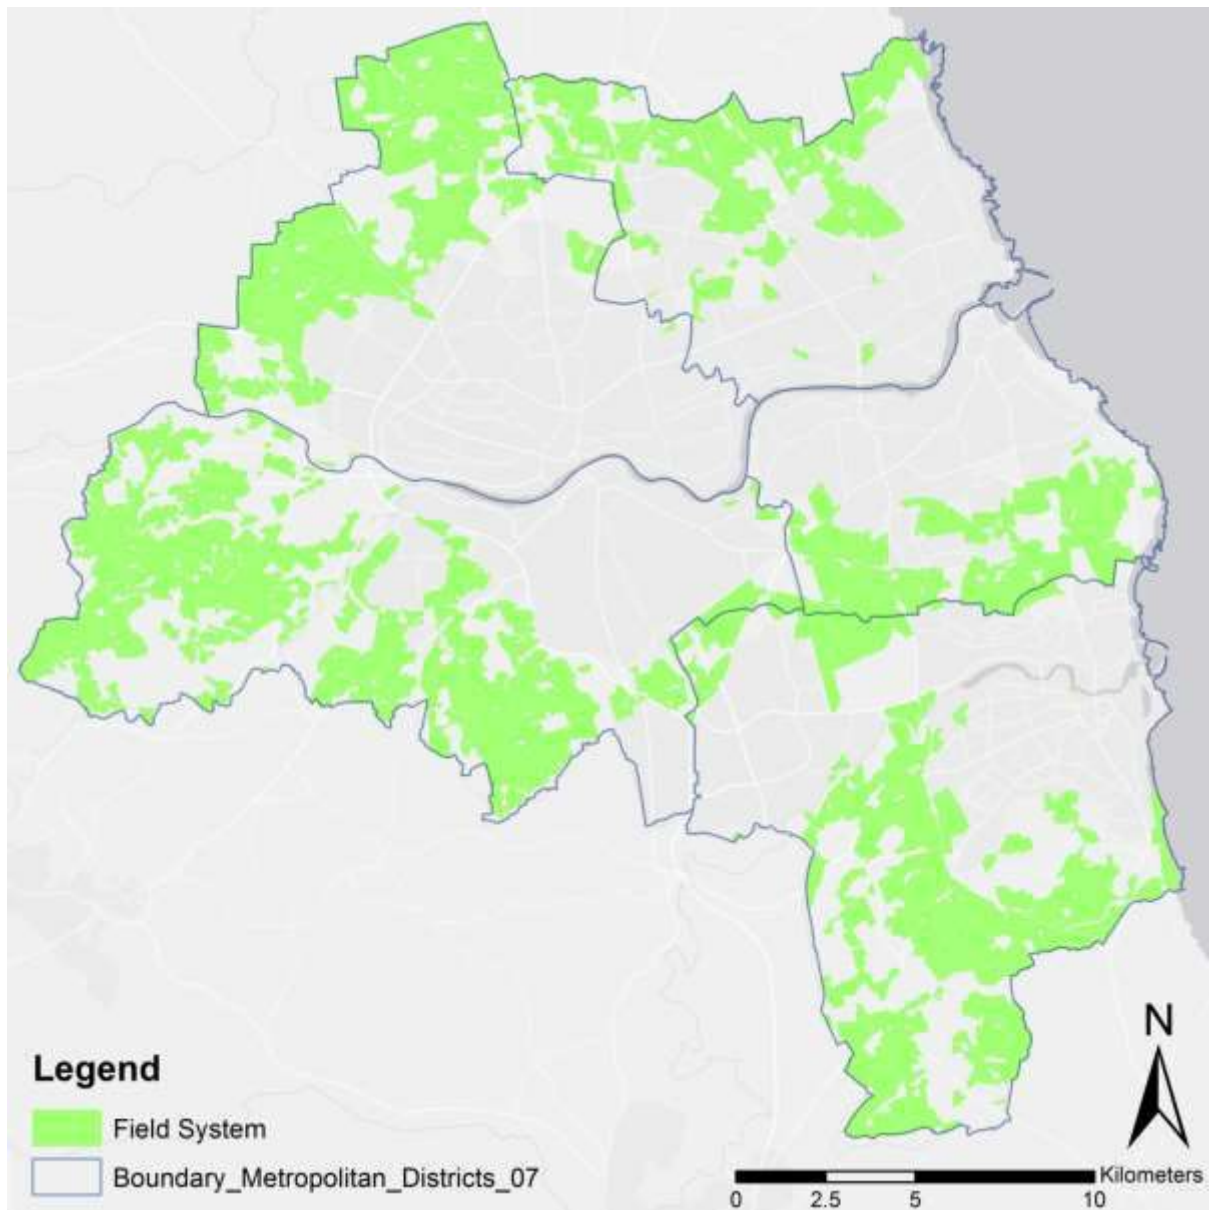 N
Legend
Field System
Boundary_Metropolitan_Districts_07
Kilometers
0 2.5 5 10